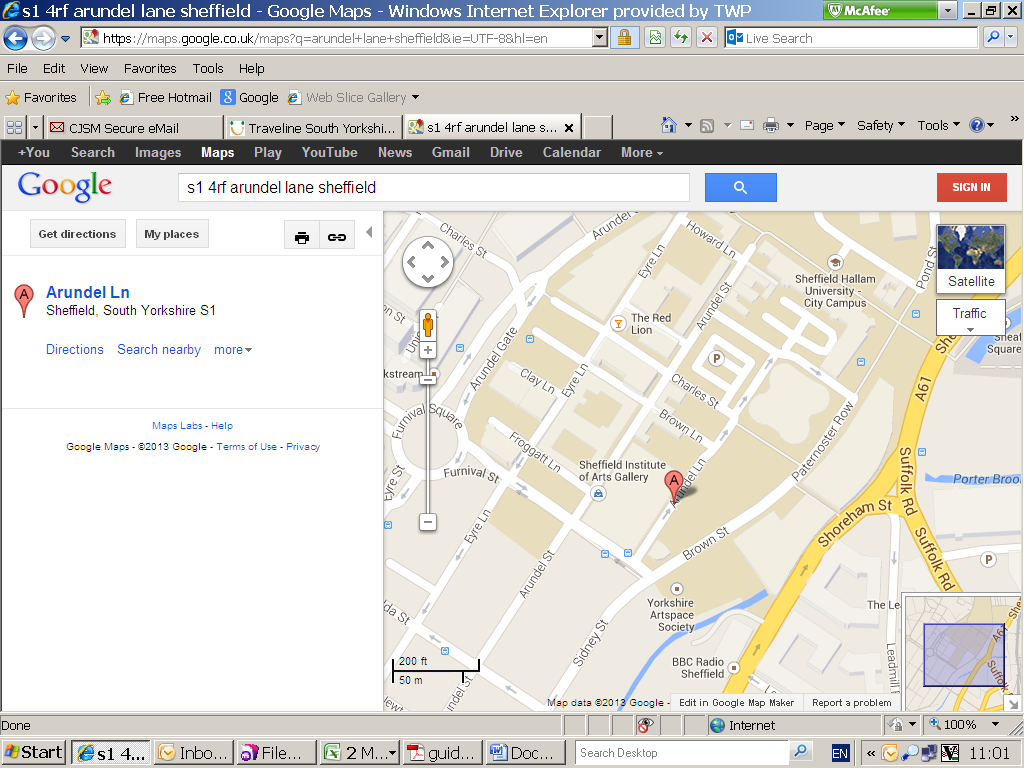 s1 4rf arundel lane sheffield - Google Maps - Windows Internet Explorer provided by TWP
McAfee
https://maps.google.co.uk/maps?q=arundel+lane+sheffield&ie=UTF-8&hl=en
Live Search
File Edit View Favorites Tools Help
Favorites Free Hotmail Google Web Slice Gallery
CJSM Secure eMail Traveline South Yorkshi... s1 4rf arundel lane s... Page Safety Tools
+You Search Images Maps Play YouTube News Gmail Drive Calendar More
Google
s1 4rf arundel lane sheffield
SIGN IN
Get directions My places
A
Arundel Ln
Sheffield, South Yorkshire S1
Directions Search nearby more
Maps Labs - Help
Google Maps - ©2013 Google - Terms of Use - Privacy
Charles St
Arundel Gate
Eyre Ln
Howard Ln
Arundel St
Sheffield Hallam
University -
City Campus
Pond St
Satellite
Traffic
The Red
Lion
P
Sheaf
Square
Clay Ln
Eyre Ln
Charles St
Brown Ln
A61
Furnival Square
Froggatt Ln
Furnival St
Eyre St
Sheffield Institute
of Arts Gallery
A
Arundel Ln
Paternoster Row
Suffolk Rd
Porter Broo
Shoreham St
Suffolk Rd
Eyre Ln
Arundel St
Brown St
P
Yorkshire
Artspace
Society
Sidney St
The Le
Leadmill
BBC Radio
Sheffield
A61
Suffolk
Arundel St
200 ft
50 m
Map data ©2013 Google - Edit in Google Map Maker Report a problem
Done Internet 100%
Start s1 4... Inbo... File... 2 M... guid... Doc... Search Desktop EN « 11:01